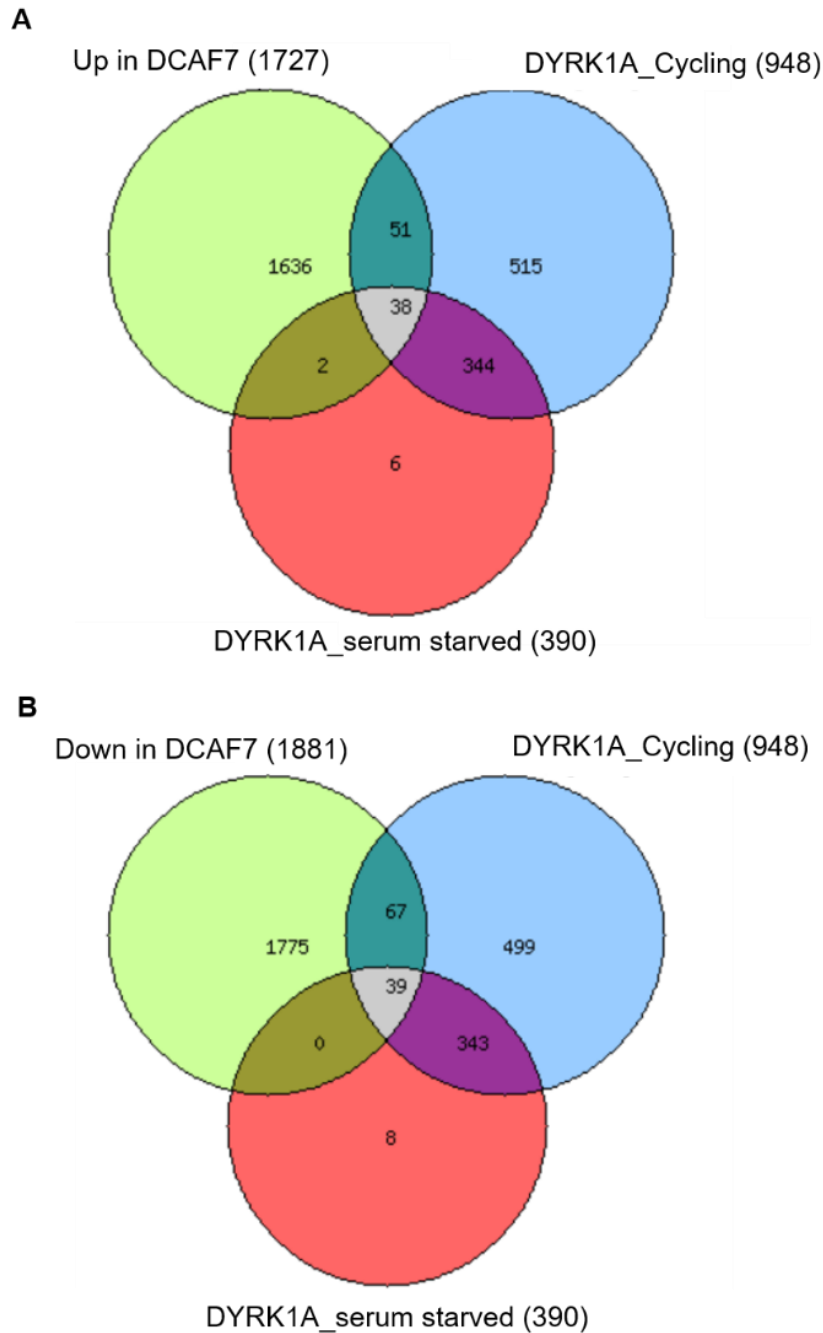 A
Up in DCAF7 (1727)
DYRK1A_Cycling (948)
51
1636
515
38
2
344
6
DYRK1A_serum starved (390)
B
Down in DCAF7 (1881)
DYRK1A_Cycling (948)
67
1775
499
39
0
343
8
DYRK1A_serum starved (390)